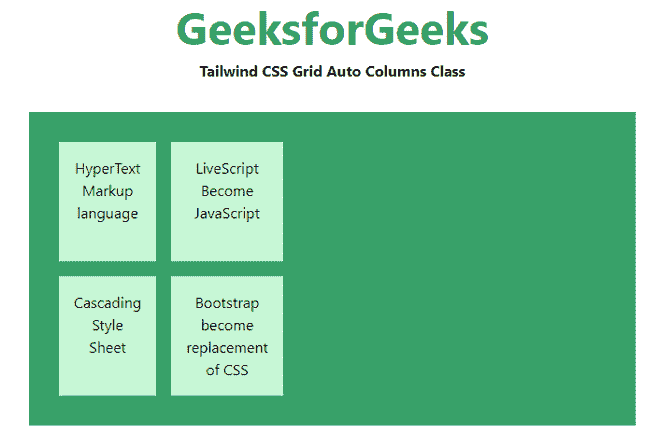 GeeksforGeeks
Tailwind CSS Grid Auto Columns Class
HyperText
Markup
language
LiveScript
Become
JavaScript
Cascading
Style
Sheet
Bootstrap
become
replacement
of CSS